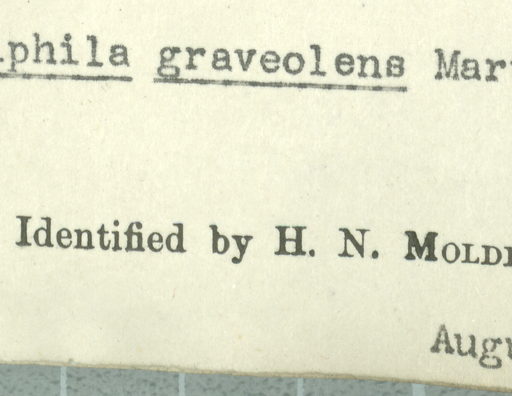 phila graveolens Mar
Identified by H. N. MOLD
Augu